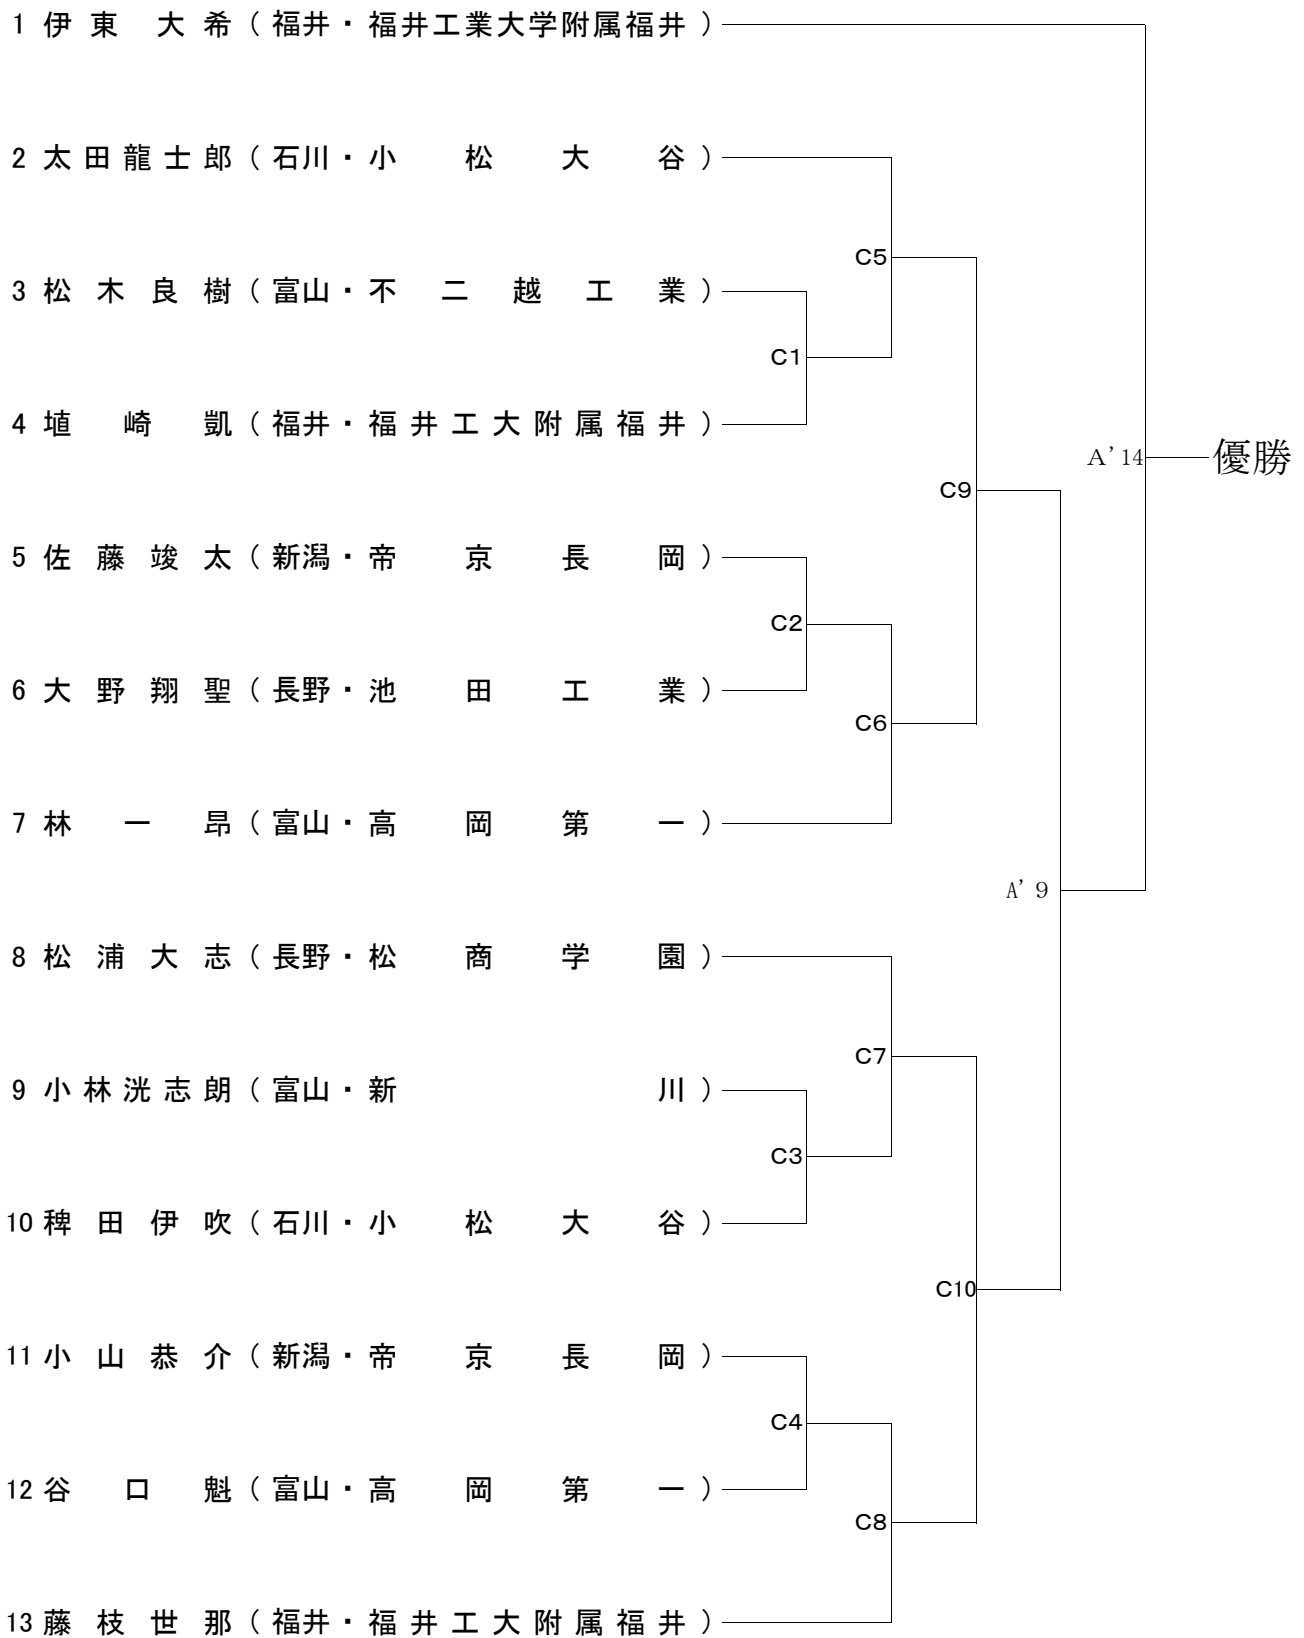 1 伊東大希（福井・福井工業大学附属福井）
2 太田龍士郎（石川・小松大谷）
C5
3 松木良樹（富山・不二越工業）
C1
4 埴崎凱（福井・福井工大附属福井）
A’14 優勝
C9
5 佐藤竣太（新潟・帝京長岡）
C2
6 大野翔聖（長野・池田工業）
C6
7 林一昂（富山・高岡第一）
A’9
8 松浦大志（長野・松商学園）
C7
9 小林洸志朗（富山・新川）
C3
10 稗田伊吹（石川・小松大谷）
C10
11 小山恭介（新潟・帝京長岡）
C4
12 谷口魁（富山・高岡第一）
C8
13 藤枝世那（福井・福井工大附属福井）